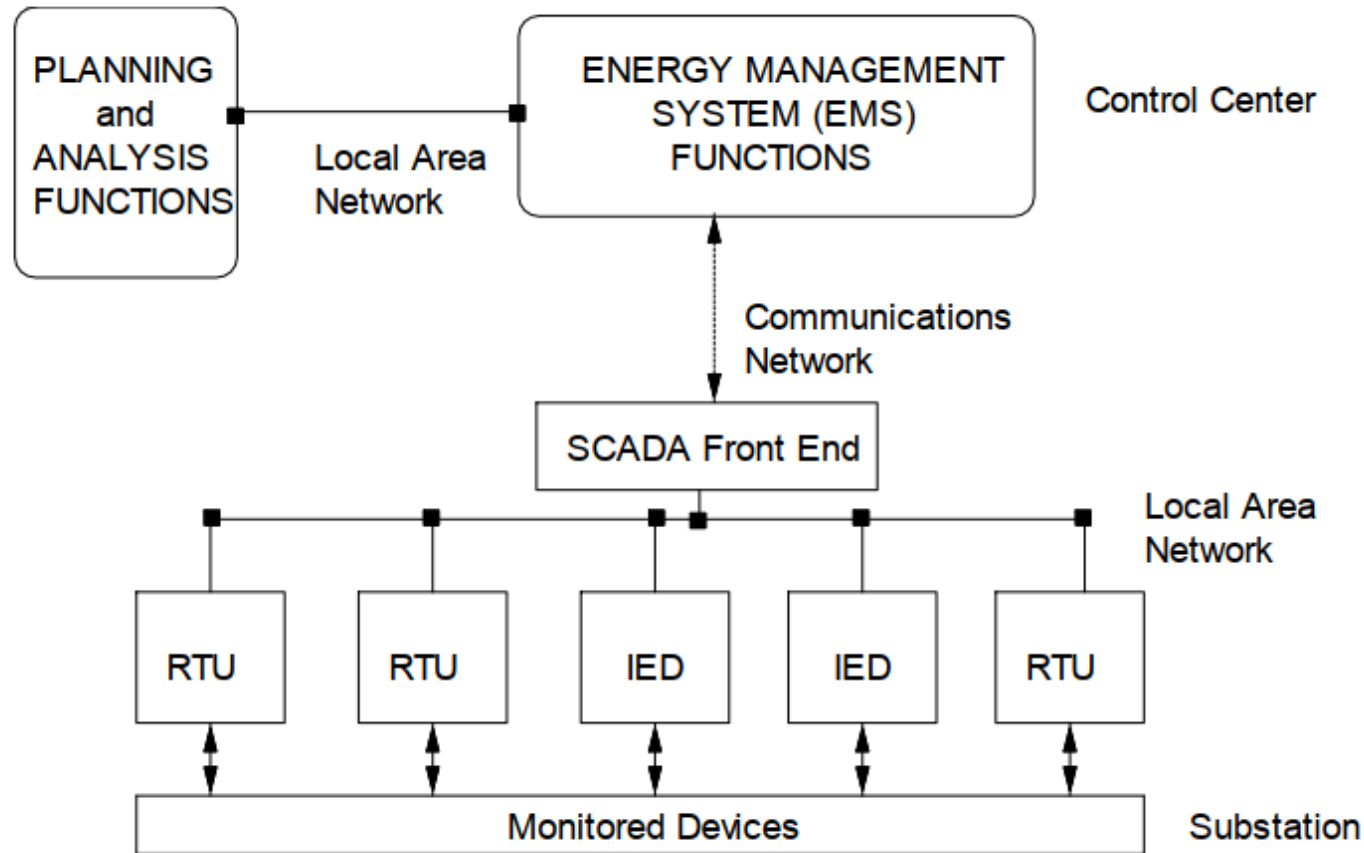 PLANNING
and
ANALYSIS
FUNCTIONS
Local Area
Network
ENERGY MANAGEMENT
SYSTEM (EMS)
FUNCTIONS
Control Center
Communications
Network
SCADA Front End
Local Area
Network
RTU
RTU
IED
IED
RTU
Monitored Devices
Substation